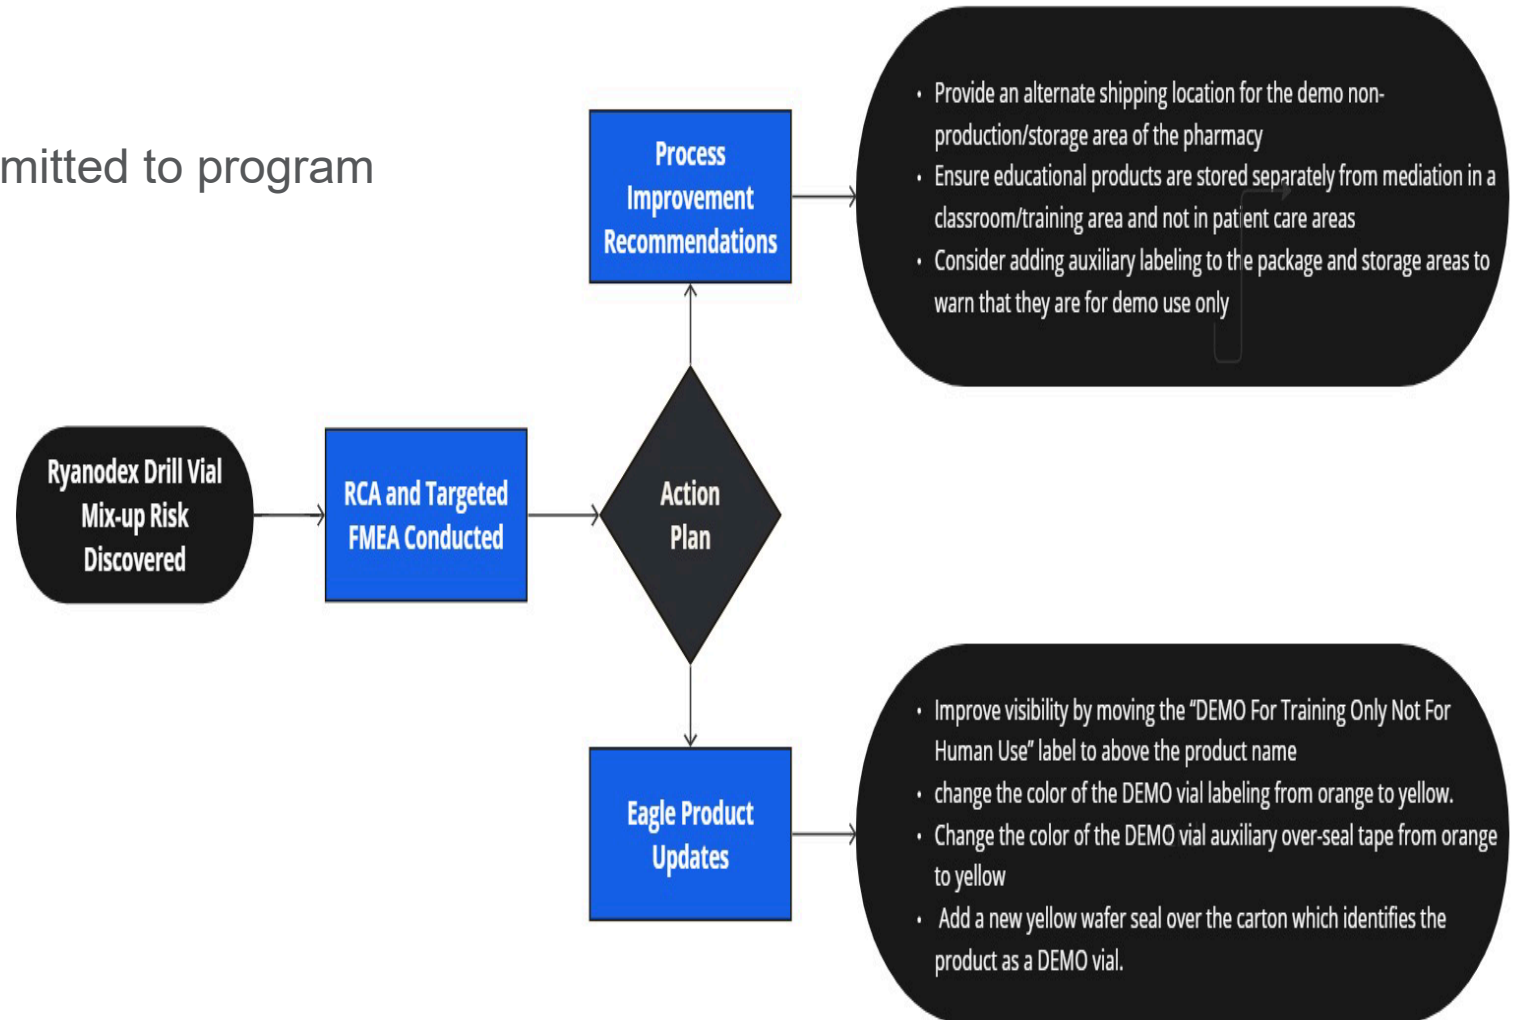 mitted to program
Process
Improvement
Recommendations
• Provide an alternate shipping location for the demo non-
production/storage area of the pharmacy
• Ensure educational products are stored separately from mediation in a
classroom/training area and not in patient care areas
• Consider adding auxiliary labeling to the package and storage areas to
warn that they are for demo use only
Ryanodex Drill Vial
Mix-up Risk
Discovered
RCA and Targeted
FMEA Conducted
Action
Plan
Eagle Product
Updates
• Improve visibility by moving the “DEMO For Training Only Not For
Human Use” label to above the product name
• change the color of the DEMO vial labeling from orange to yellow.
• Change the color of the DEMO vial auxiliary over-seal tape from orange
to yellow
• Add a new yellow wafer seal over the carton which identifies the
product as a DEMO vial.